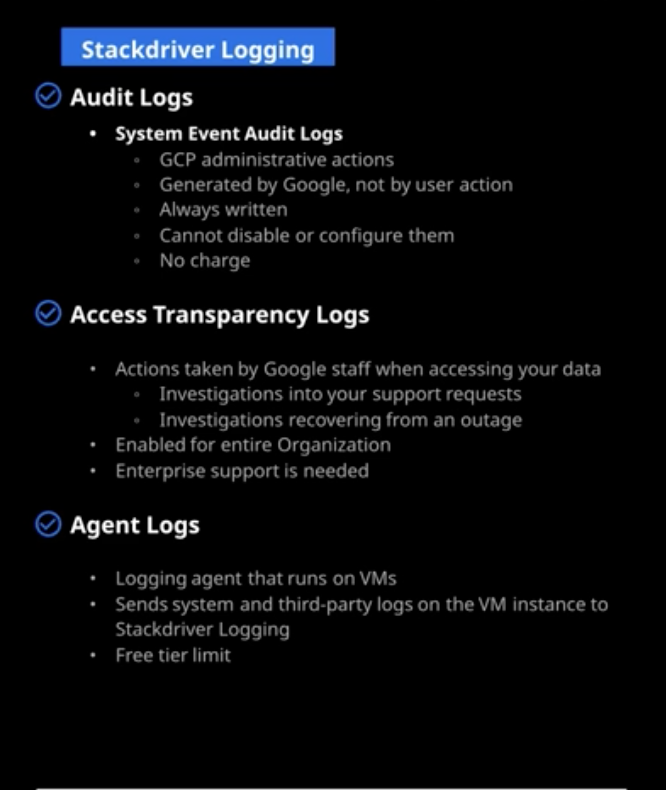 Stackdriver Logging
Audit Logs
• System Event Audit Logs
◦ GCP administrative actions
◦ Generated by Google, not by user action
◦ Always written
◦ Cannot disable or configure them
◦ No charge
Access Transparency Logs
• Actions taken by Google staff when accessing your data
◦ Investigations into your support requests
◦ Investigations recovering from an outage
• Enabled for entire Organization
• Enterprise support is needed
Agent Logs
• Logging agent that runs on VMs
• Sends system and third-party logs on the VM instance to
Stackdriver Logging
• Free tier limit